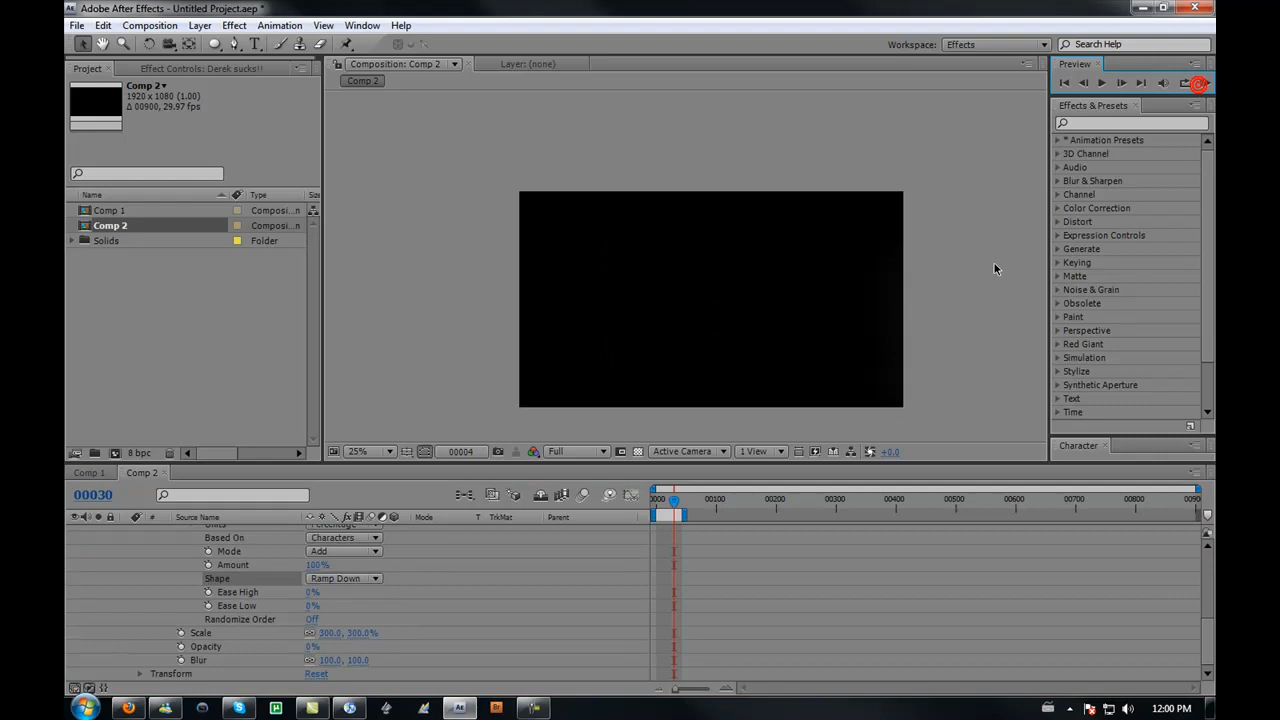 Adobe After Effects - Untitled Project.aep *
File Edit Composition Layer Effect Animation View Window Help
Workspace: Effects Search Help
Project × Effect Controls: Derek sucks!!
Composition: Comp 2 Layer: (none)
Preview
Comp 2
Comp 2
1920 x 1080 (1.00)
Δ 00900, 29.97 fps
Effects & Presets
* Animation Presets
3D Channel
Audio
Blur & Sharpen
Channel
Color Correction
Distort
Expression Controls
Generate
Keying
Matte
Noise & Grain
Obsolete
Paint
Perspective
Red Giant
Simulation
Stylize
Synthetic Aperture
Text
Time
Character
Name Type Siz
Comp 1 Composi...n
Comp 2 Composi...n
Solids Folder
8 bpc
25% 00004 Full Active Camera 1 View +0.0
Comp 1 Comp 2
00030
0000 00100 00200 00300 00400 00500 00600 00700 00800 0090
# Source Name Mode T TrkMat Parent
Units Percentage
Based On Characters
Mode Add
Amount 100%
Shape Ramp Down
Ease High 0%
Ease Low 0%
Randomize Order Off
Scale 300.0, 300.0%
Opacity 0%
Blur 100.0, 100.0
Transform Reset
Ae Br 12:00 PM